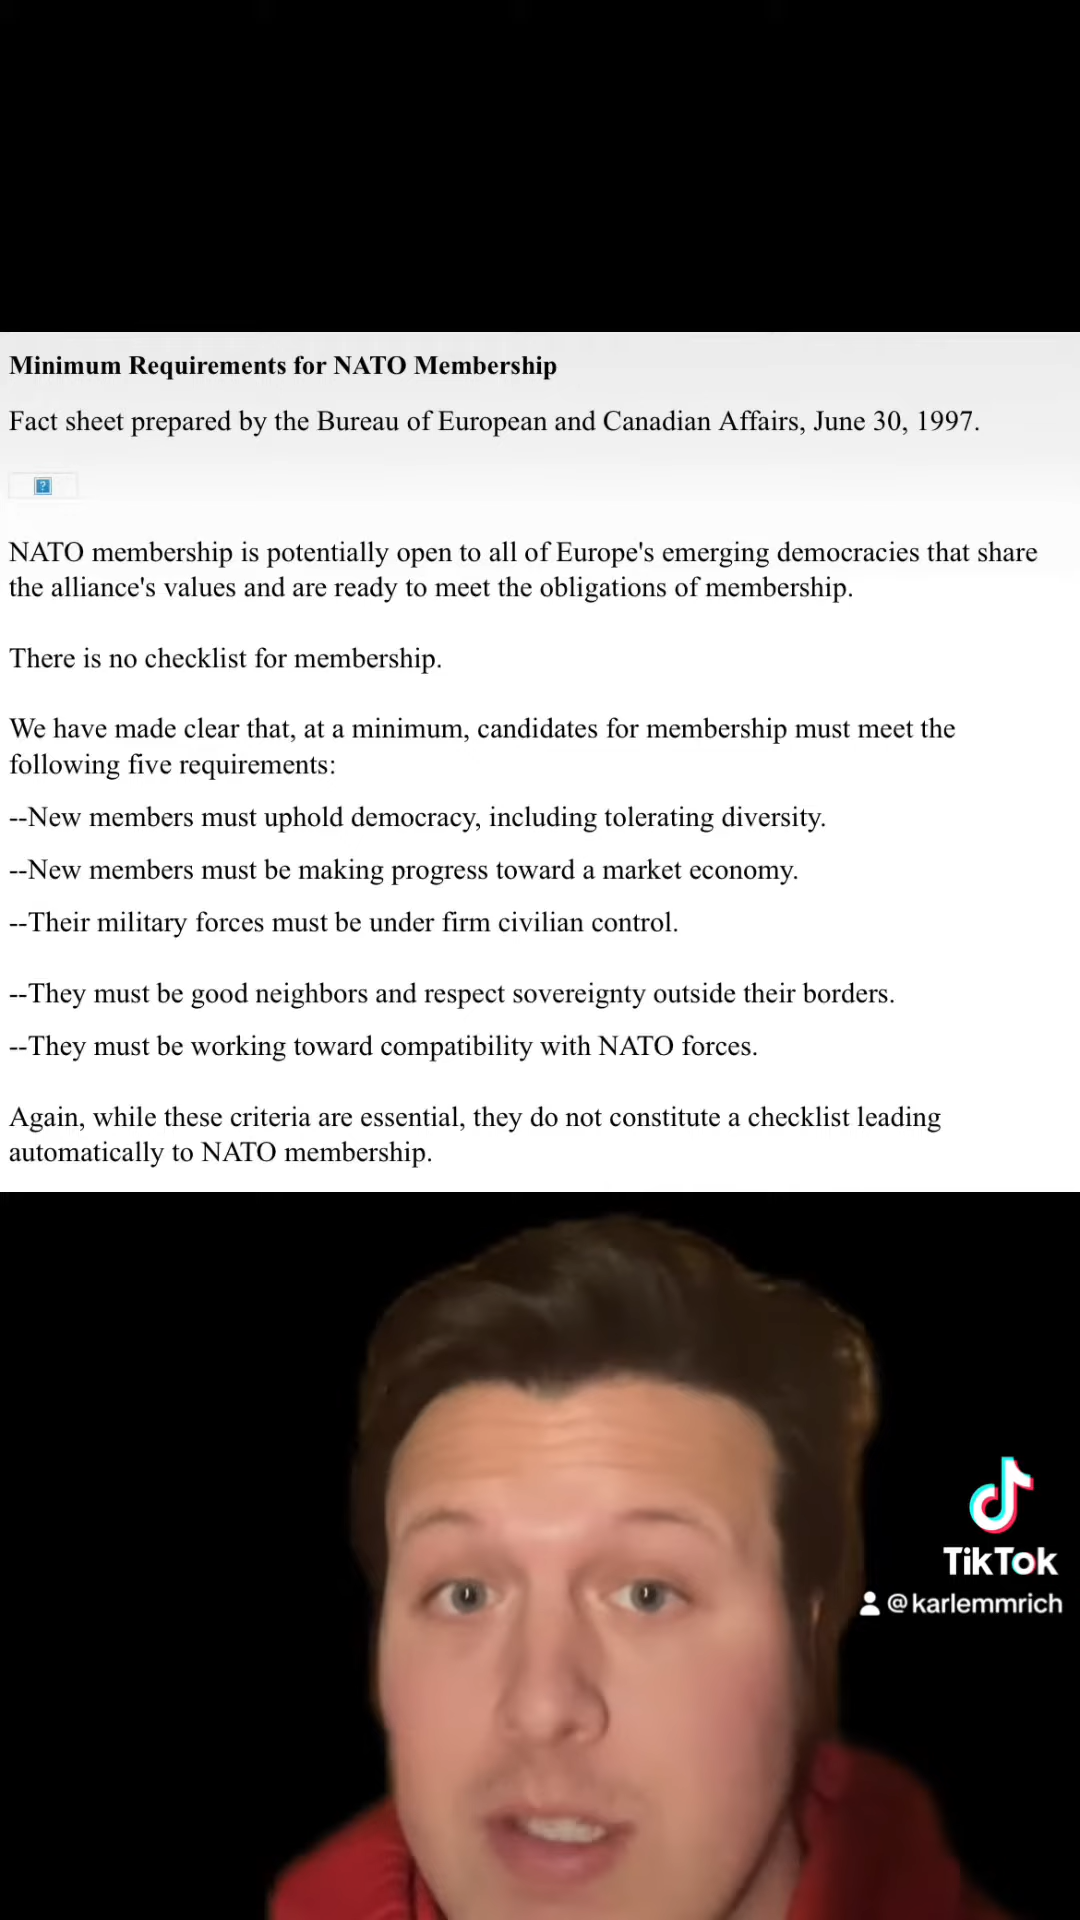 Minimum Requirements for NATO Membership
Fact sheet prepared by the Bureau of European and Canadian Affairs, June 30, 1997.
NATO membership is potentially open to all of Europe's emerging democracies that share
the alliance's values and are ready to meet the obligations of membership.
There is no checklist for membership.
We have made clear that, at a minimum, candidates for membership must meet the
following five requirements:
--New members must uphold democracy, including tolerating diversity.
--New members must be making progress toward a market economy.
--Their military forces must be under firm civilian control.
--They must be good neighbors and respect sovereignty outside their borders.
--They must be working toward compatibility with NATO forces.
Again, while these criteria are essential, they do not constitute a checklist leading
automatically to NATO membership.
TikTok
@karlemmrich